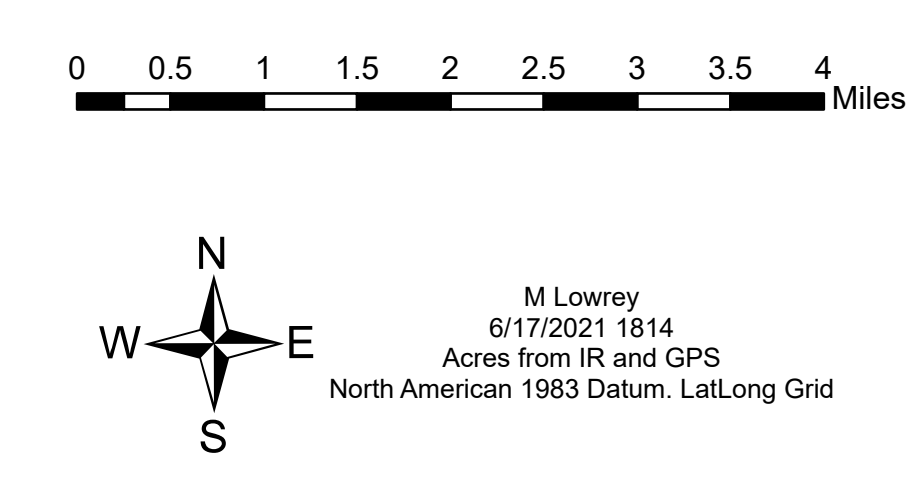 0 0.5 1 1.5 2 2.5 3 3.5 4
Miles
N
W E
S
M Lowrey
6/17/2021 1814
Acres from IR and GPS
North American 1983 Datum. LatLong Grid